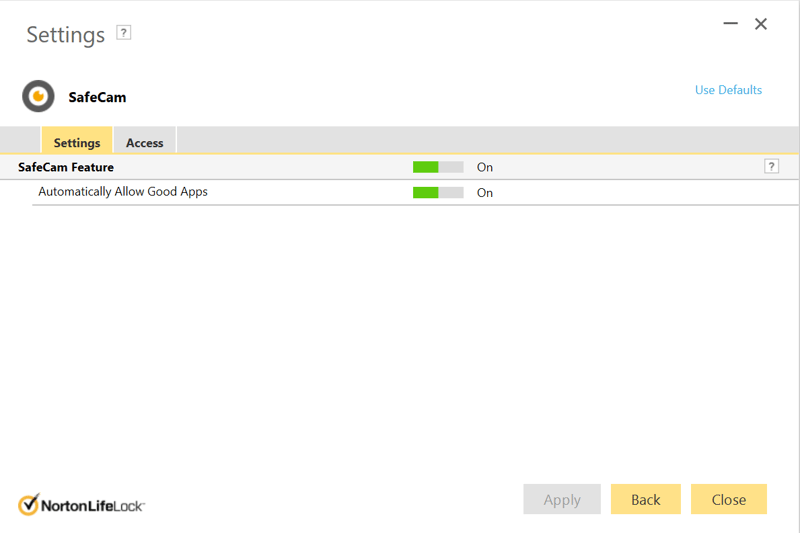 Settings ?
SafeCam
Use Defaults
Settings Access
SafeCam Feature On ?
Automatically Allow Good Apps On
NortonLifeLock
Apply Back Close